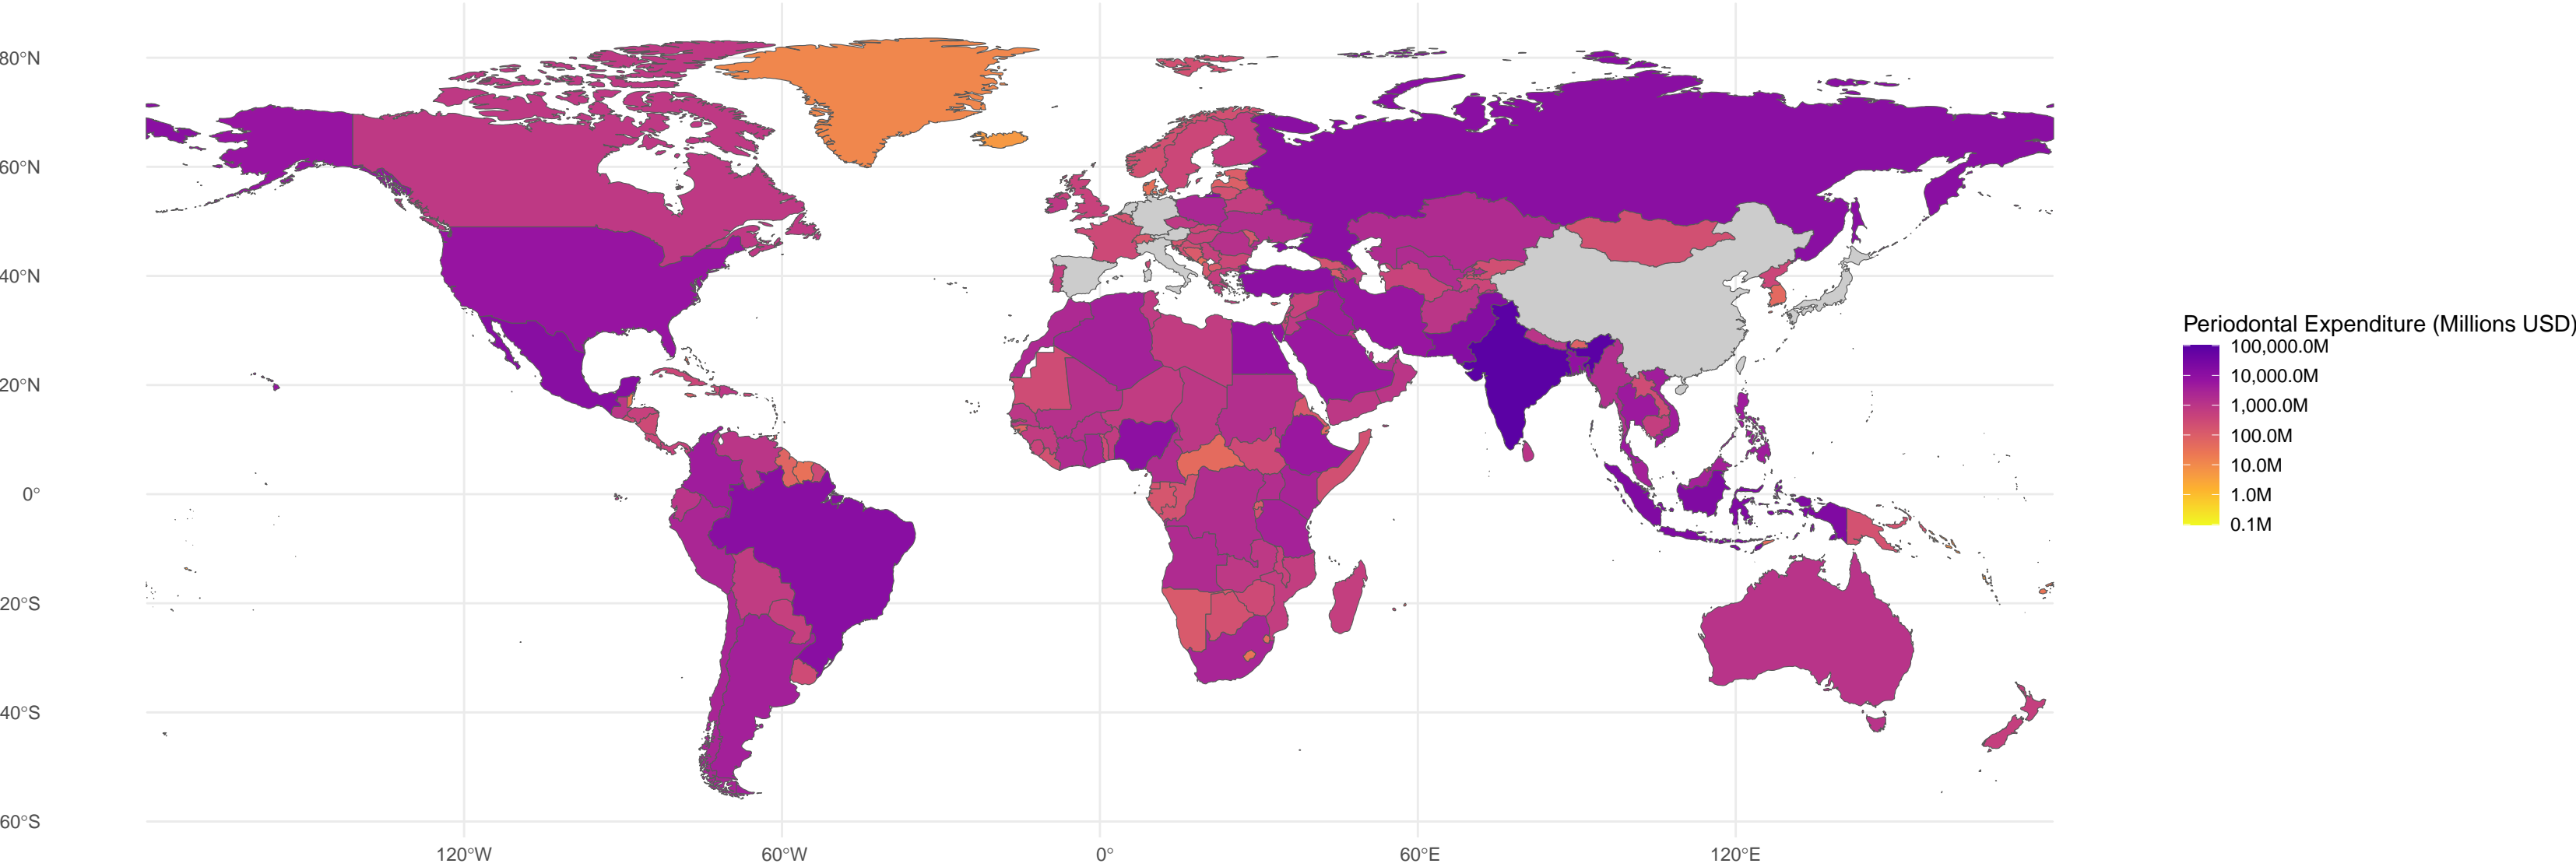 80°N
60°N
40°N
20°N
0°
20°S
40°S
60°S
120°W
60°W
0°
60°E
120°E
Periodontal Expenditure (Millions USD)
100,000.0M
10,000.0M
1,000.0M
100.0M
10.0M
1.0M
0.1M